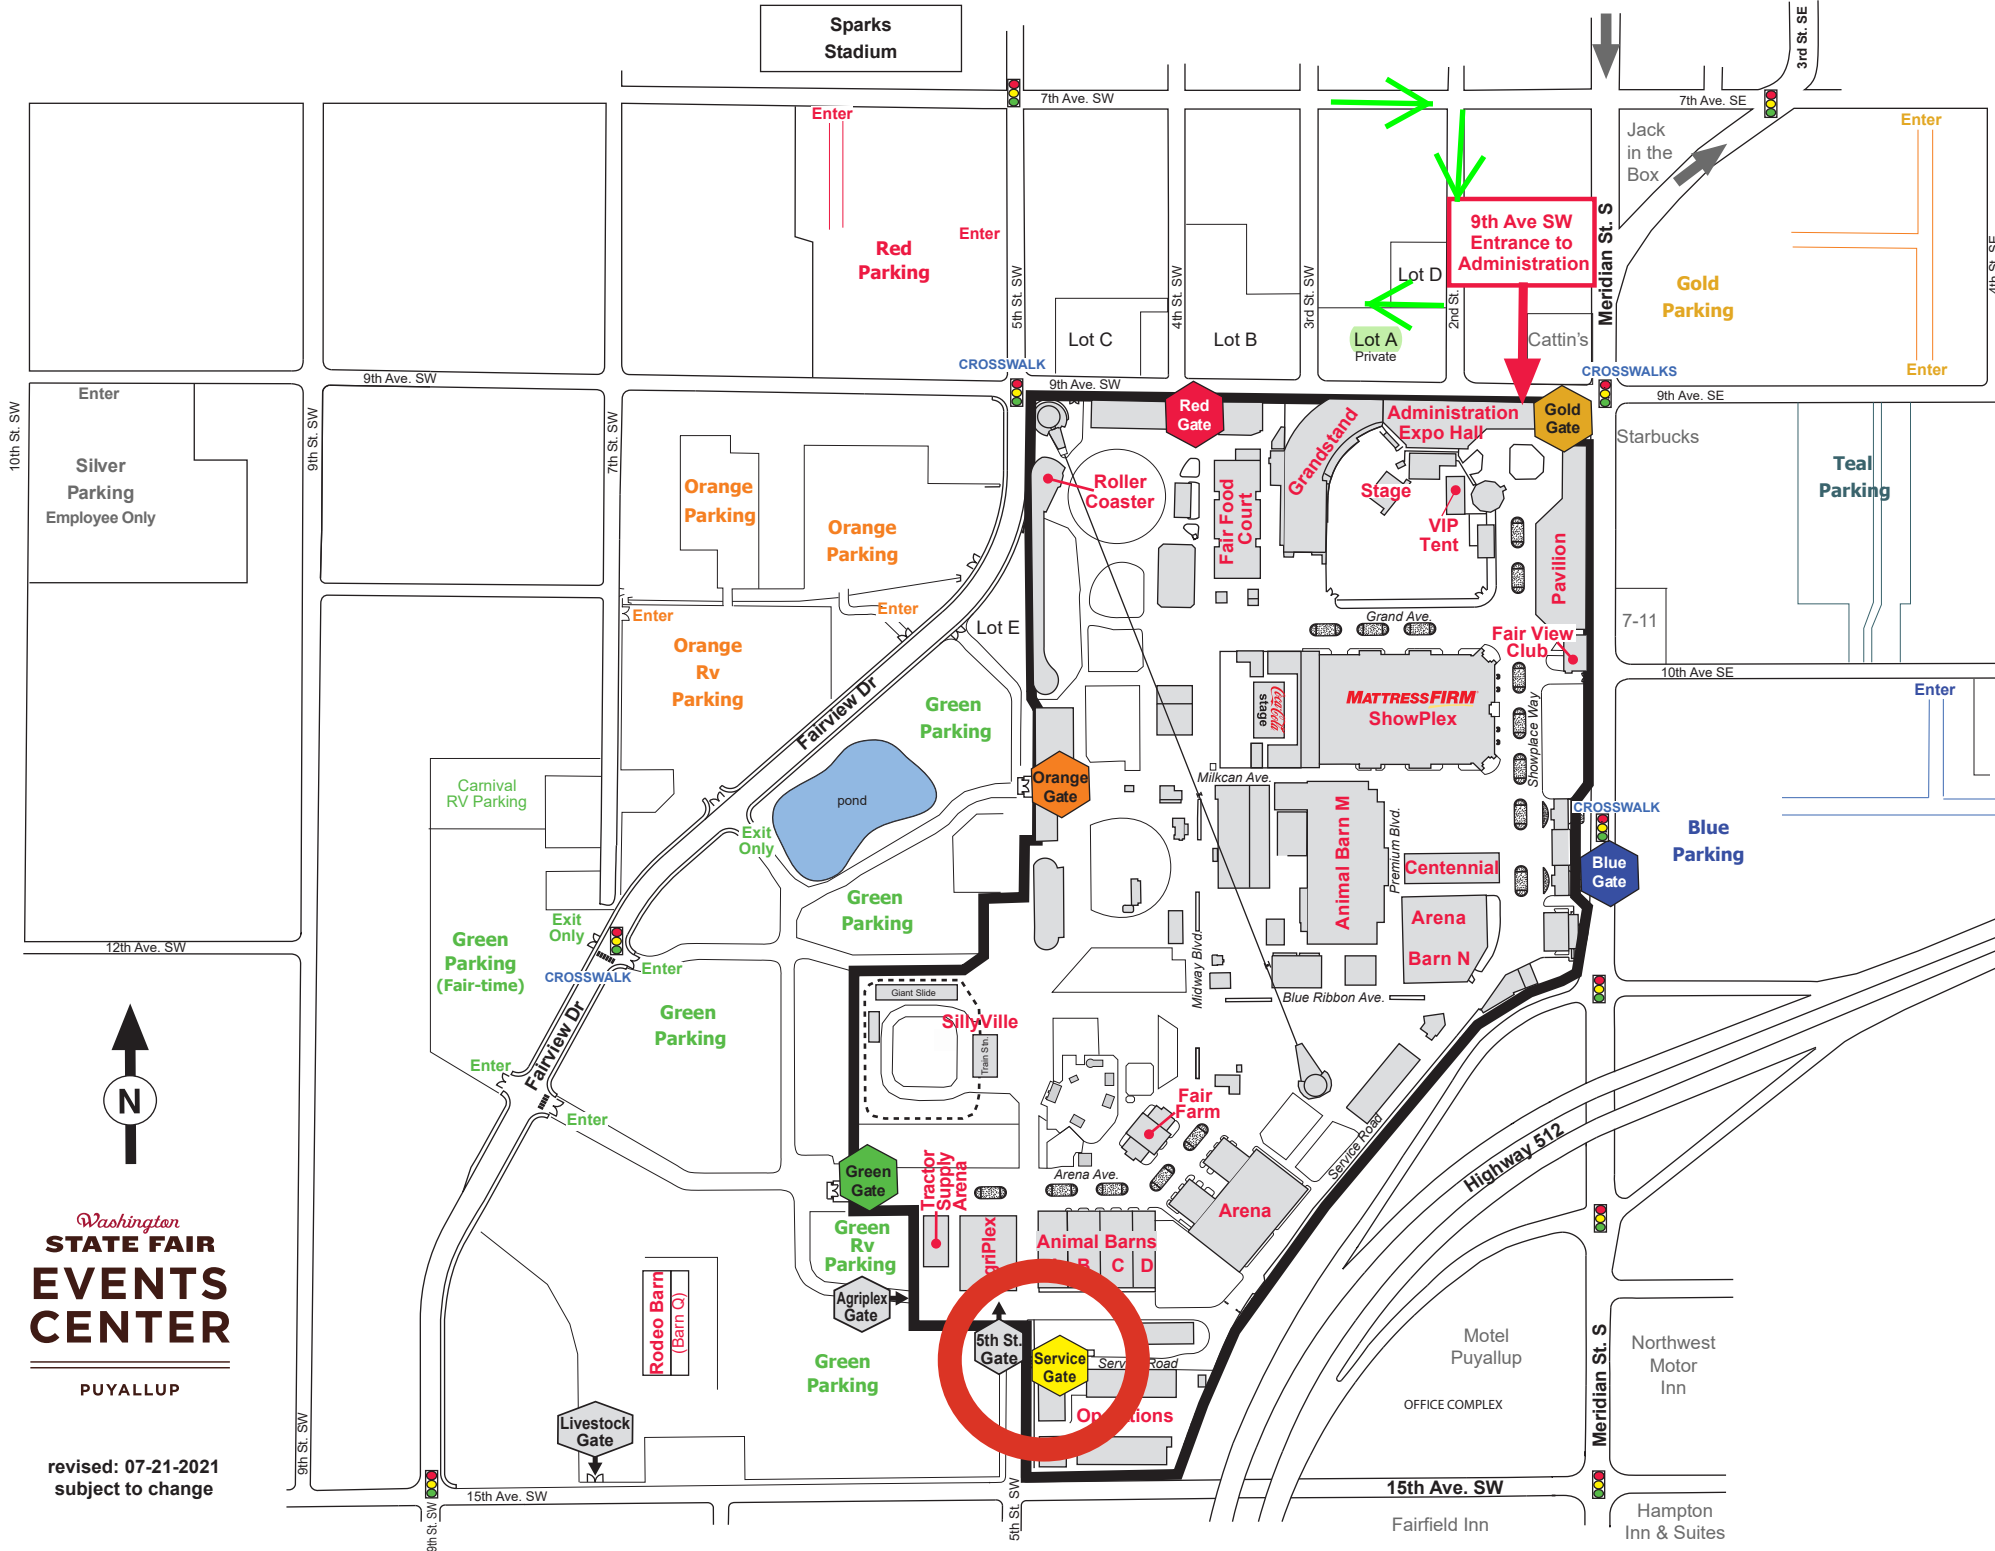 Sparks
Stadium
3rd St. SE
7th Ave. SW
7th Ave. SE
Enter
Enter
Jack
in the
Box
Enter
9th Ave SW
Entrance to
Administration
Red
Parking
5th St. SW
4th St. SW
3rd St. SW
2nd St.
Meridian St. S
4th St. SE
Lot D
Gold
Parking
Lot C
Lot B
Lot A
Private
Cattin's
CROSSWALK
CROSSWALKS
Enter
9th Ave. SW
9th Ave. SW
9th Ave. SE
Enter
10th St. SW
9th St. SW
7th St. SW
Silver
Parking
Employee Only
Red
Gate
Grandstand
Administration
Expo Hall
Gold
Gate
Starbucks
Teal
Parking
Orange
Parking
Orange
Parking
Roller
Coaster
Fair Food
Court
Stage
VIP
Tent
Pavilion
Enter
Enter
Grand Ave.
7-11
Lot E
Fair View
Club
Orange
Rv
Parking
10th Ave SE
Enter
Fairview Dr
Green
Parking
Coca-Cola
stage
MATTRESSFIRM
ShowPlex
Showplace Way
Carnival
RV Parking
pond
Orange
Gate
Milkcan Ave.
CROSSWALK
Exit
Only
Animal Barn M
Premium Blvd.
Blue
Parking
Centennial
Blue
Gate
Green
Parking
Exit
Only
Arena
Barn N
Green
Parking
(Fair-time)
12th Ave. SW
CROSSWALK
Enter
Midway Blvd.
Giant Slide
Blue Ribbon Ave.
Green
Parking
SillyVille
Train Stn.
Fairview Dr
Enter
Enter
N
Fair
Farm
Service Road
Highway 512
Green
Gate
Tractor
Supply
Arena
Arena Ave.
Arena
Washington
STATE FAIR
EVENTS
CENTER
PUYALLUP
Green
Rv
Parking
Animal Barns
B
C
D
Rodeo Barn
(Barn Q)
Agriplex
Gate
5th St.
Gate
Service
Gate
Motel
Puyallup
Meridian St. S
Northwest
Motor
Inn
Green
Parking
OFFICE COMPLEX
Livestock
Gate
9th St. SW
revised: 07-21-2021
subject to change
15th Ave. SW
15th Ave. SW
9th St. SW
5th St. SW
Fairfield Inn
Hampton
Inn & Suites